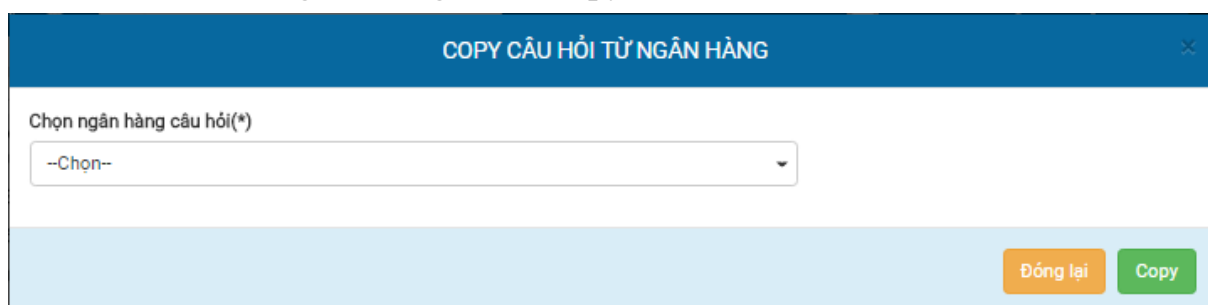 COPY CÂU HỎI TỪ NGÂN HÀNG
×
Chọn ngân hàng câu hỏi(*)
--Chọn--
Đóng lại Copy